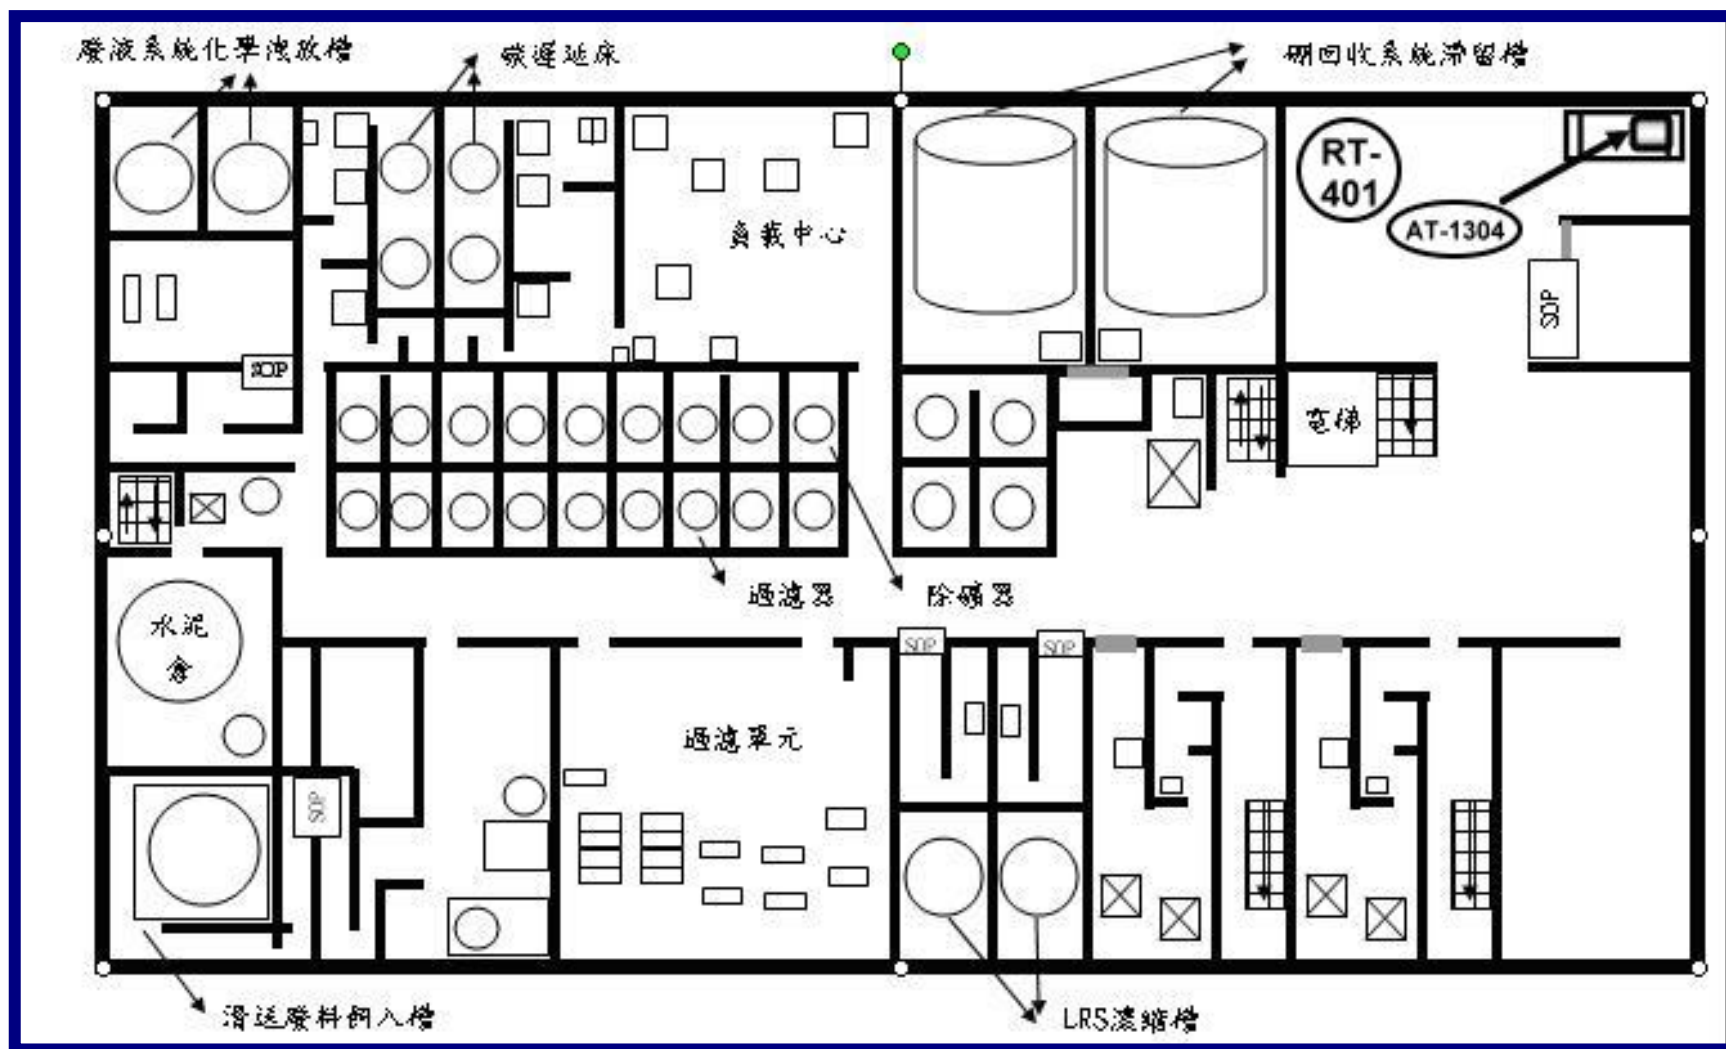 廢液系統化學洩放槽
碳遲延床
硼回收系統滯留槽
RT-
401
AT-1304
負載中心
SOP
SOP
電梯
過濾器
除礦器
水泥
倉
SOP
SOP
過濾單元
SOP
滑送廢料飼入槽
LRS濃縮槽